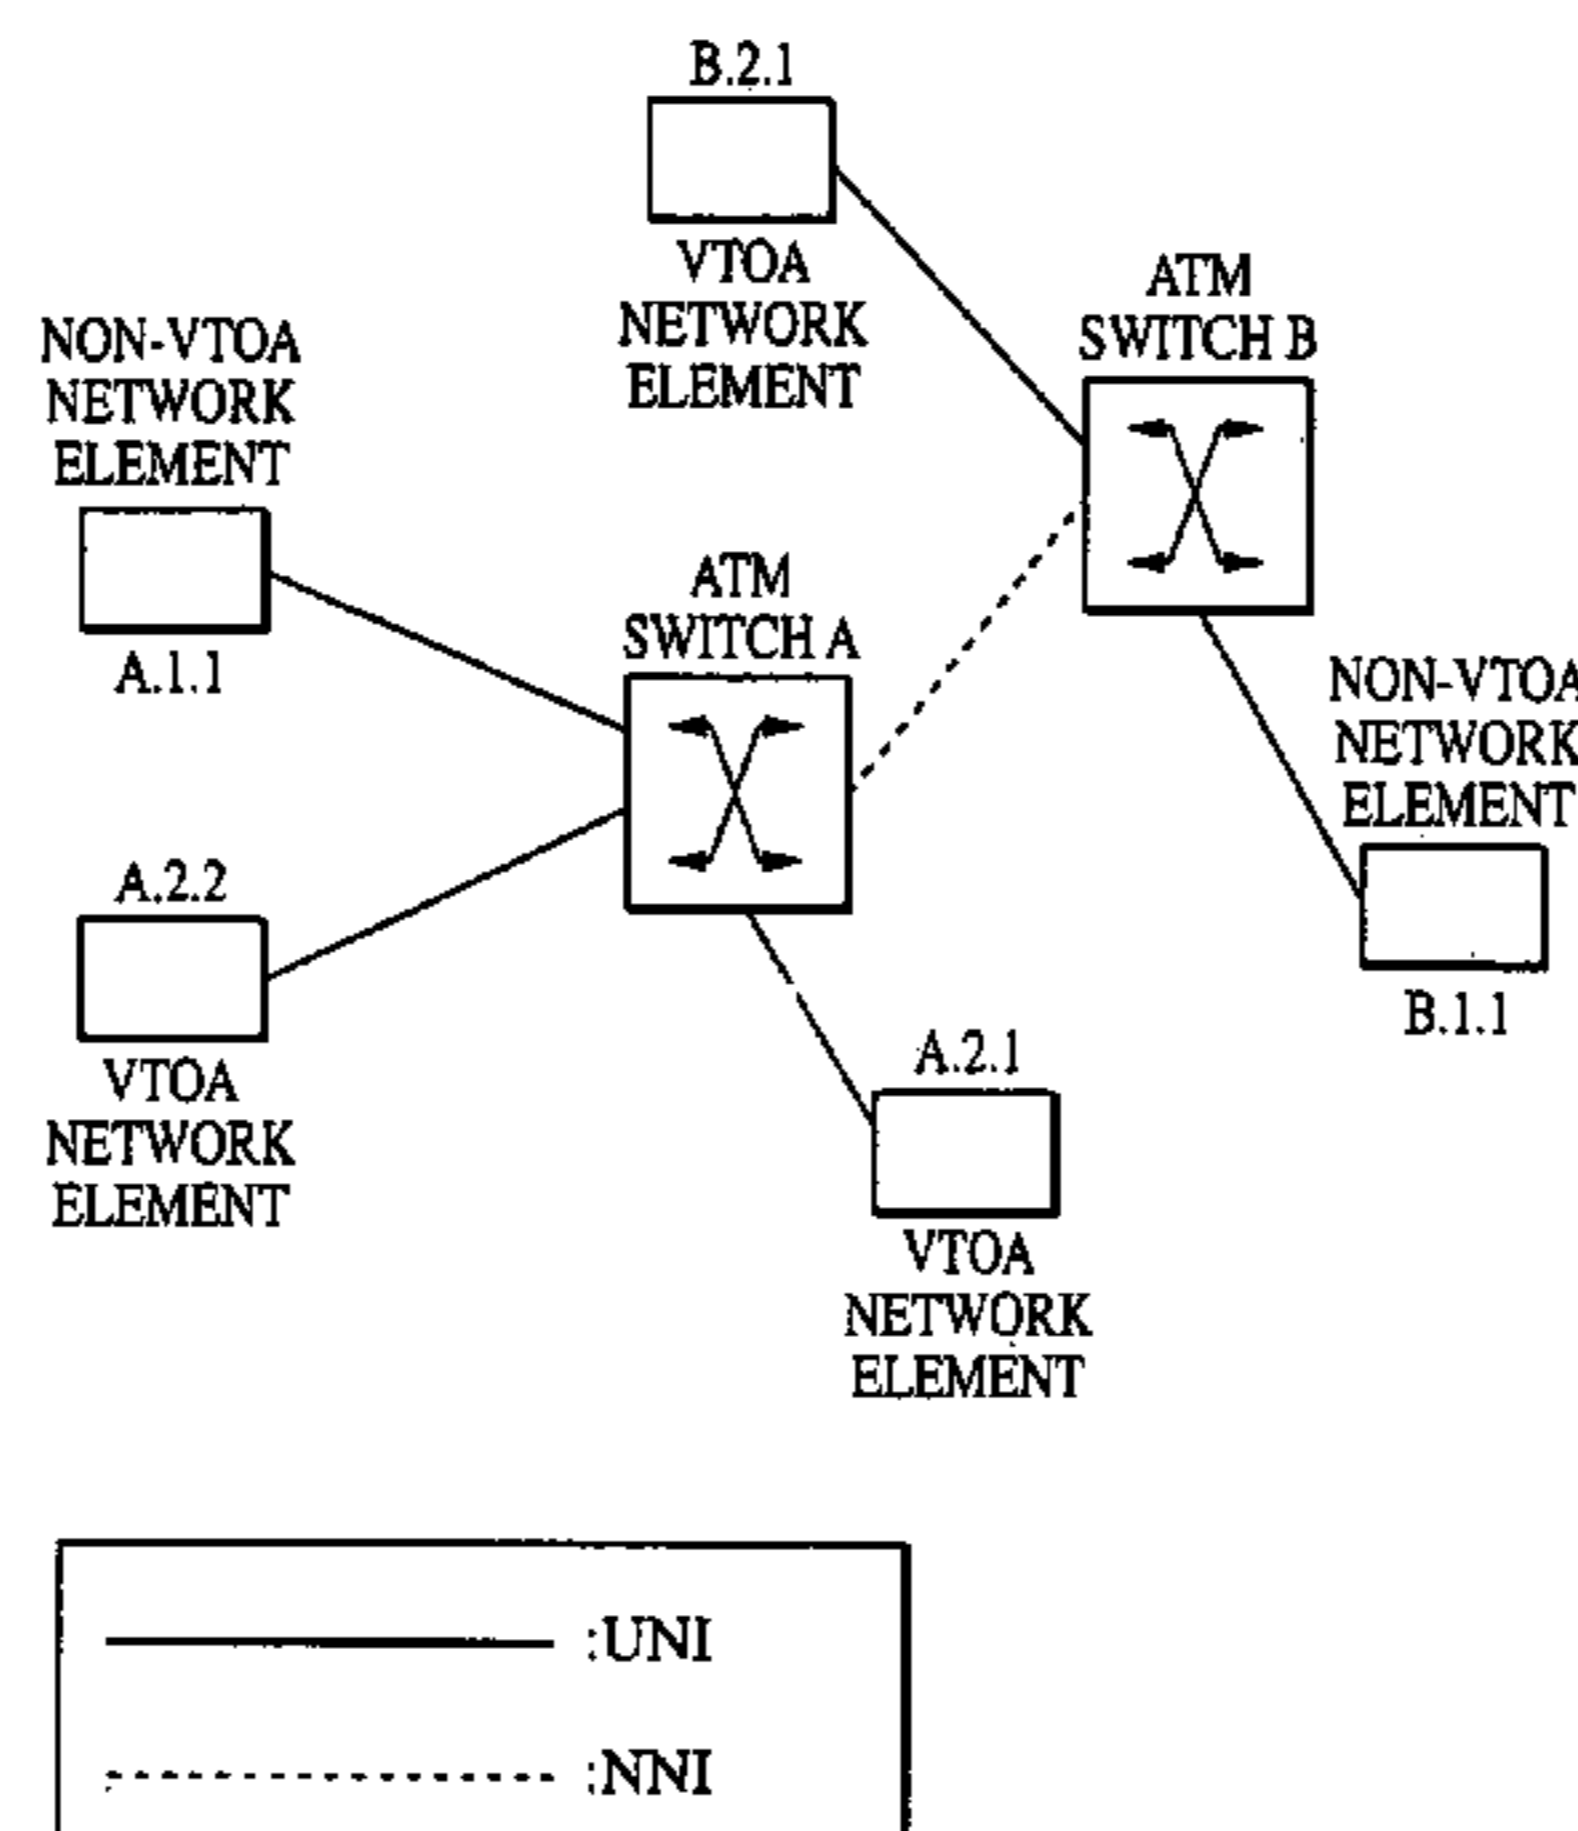 B.2.1
VTOA
NETWORK
ELEMENT
ATM
SWITCH B
NON-VTOA
NETWORK
ELEMENT
A.1.1
ATM
SWITCH A
NON-VTOA
NETWORK
ELEMENT
B.1.1
A.2.2
VTOA
NETWORK
ELEMENT
A.2.1
VTOA
NETWORK
ELEMENT
:UNI
:NNI